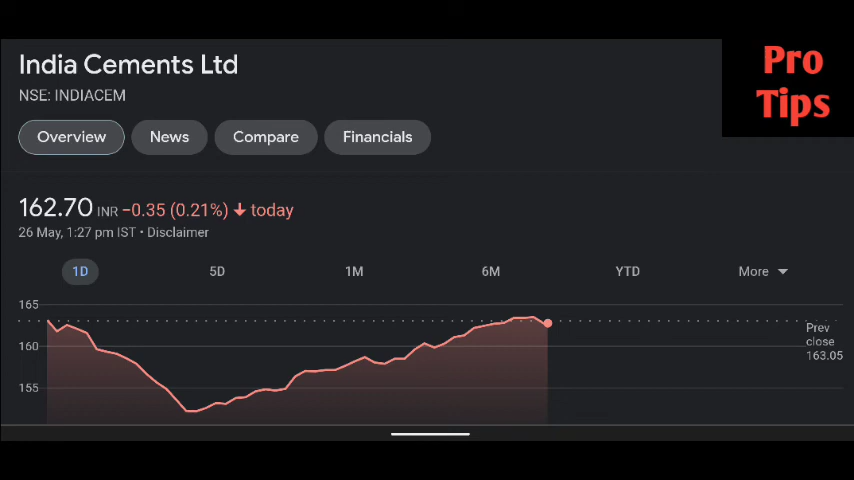 India Cements Ltd
NSE: INDIACEM
Pro
Tips
Overview News Compare Financials
162.70 INR −0.35 (0.21%) ↓ today
26 May, 1:27 pm IST • Disclaimer
1D 5D 1M 6M YTD More
165
160
155
Prev
close
163.05